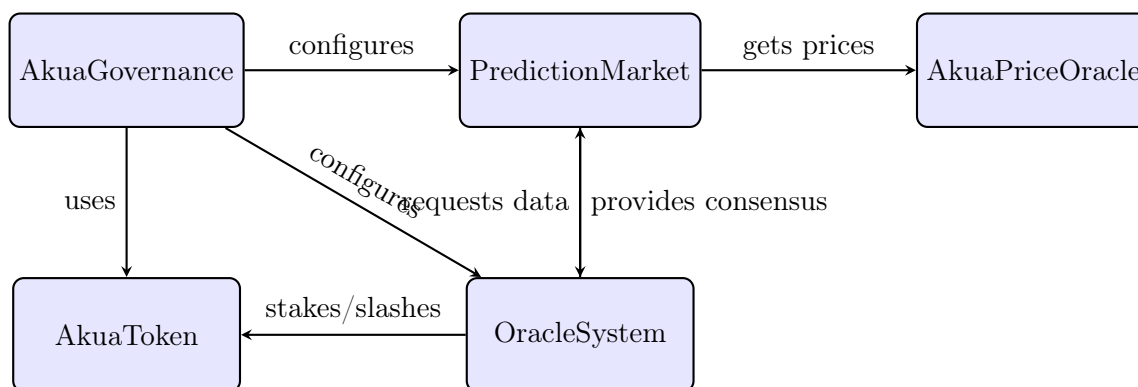 configures
gets prices
AkuaGovernance
PredictionMarket
AkuaPriceOracle
configures
uses
requests data
provides consensus
stakes/slashes
AkuaToken
OracleSystem